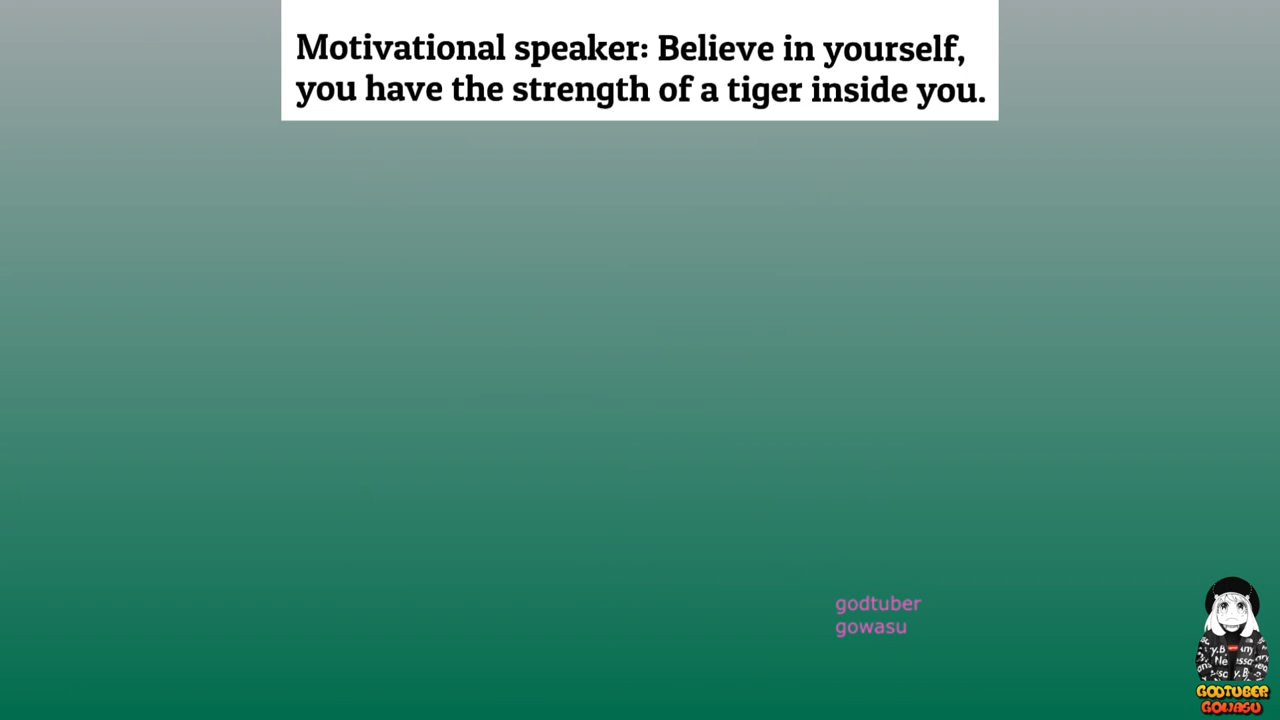 Motivational speaker: Believe in yourself,
you have the strength of a tiger inside you.
godtuber
gowasu
GODTUBER
GOWASU